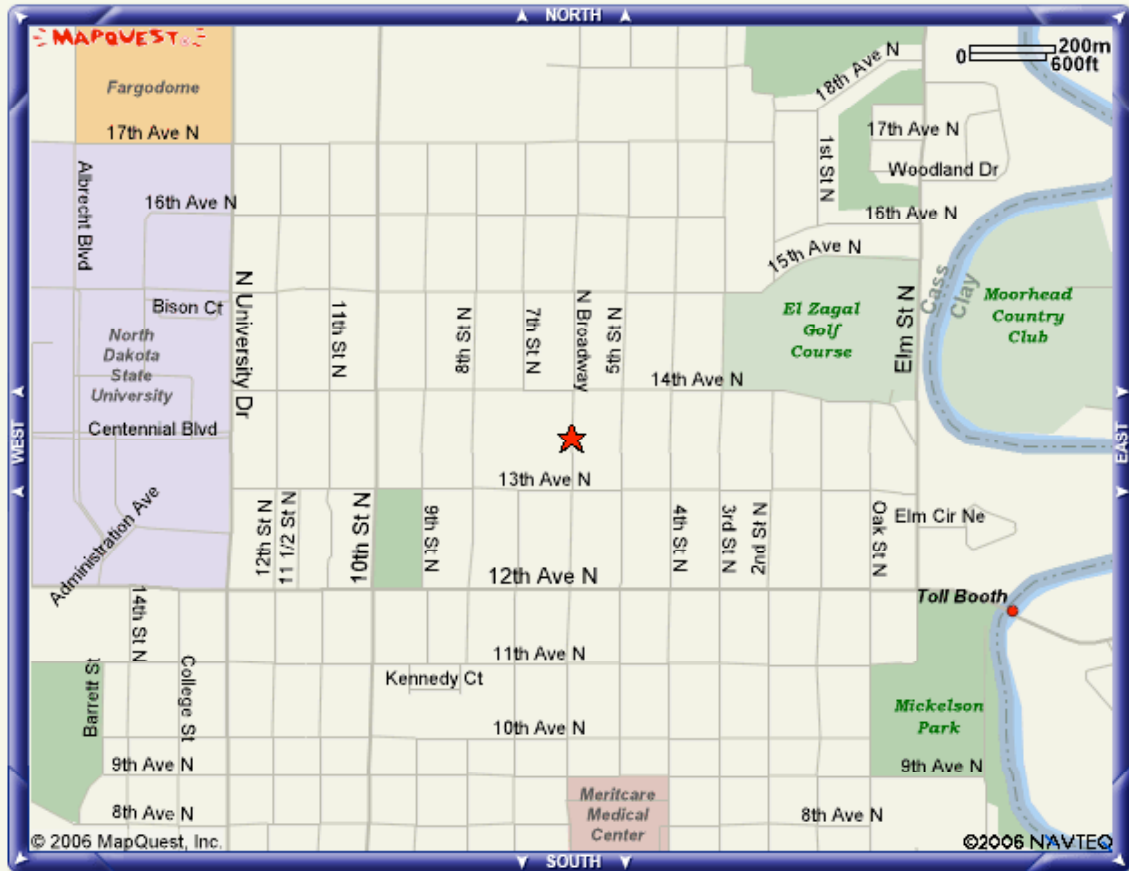 NORTH
MAPQUEST
200m
0
600ft
Fargodome
18th Ave N
17th Ave N
17th Ave N
1st St N
Woodland Dr
Albrecht Blvd
16th Ave N
16th Ave N
15th Ave N
Cass
Clay
N University Dr
Bison Ct
11th St N
8th St N
7th St N
N Broadway
5th St N
El Zagal
Golf
Course
Elm St N
Moorhead
Country
Club
North
Dakota
State
University
14th Ave N
Centennial Blvd
WEST
EAST
13th Ave N
Administration Ave
12th St N
11 1/2 St N
10th St N
9th St N
4th St N
3rd St N
2nd St N
Oak St N
Elm Cir Ne
12th Ave N
Toll Booth
14th St N
11th Ave N
Barrett St
College St
Kennedy Ct
Mickelson
Park
10th Ave N
9th Ave N
9th Ave N
Meritcare
Medical
Center
8th Ave N
8th Ave N
© 2006 MapQuest, Inc.
©2006 NAVTEQ
SOUTH